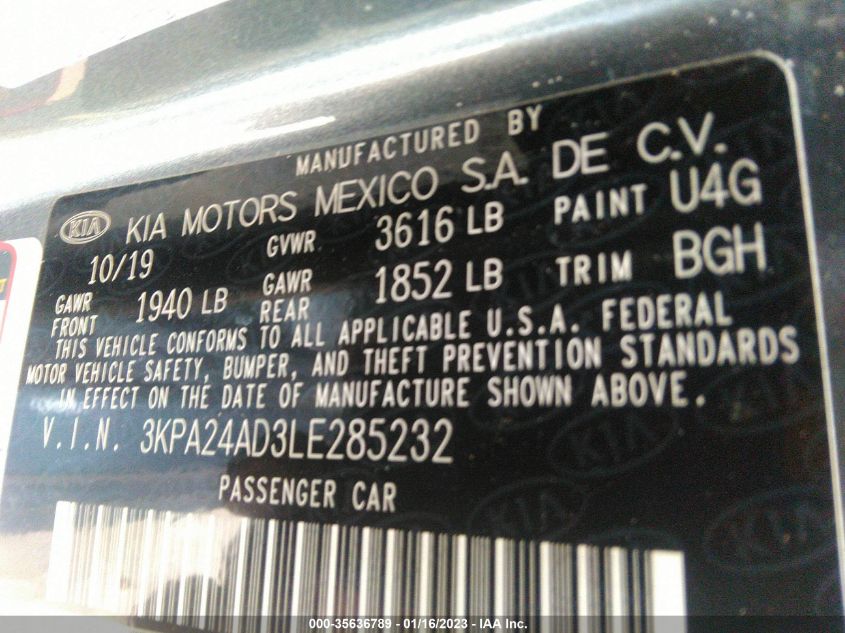 MANUFACTURED BY
KIA KIA MOTORS MEXICO S.A. DE C.V.
10/19 GVWR 3616 LB PAINT U4G
GAWR FRONT 1940 LB GAWR REAR 1852 LB TRIM BGH
THIS VEHICLE CONFORMS TO ALL APPLICABLE U.S.A. FEDERAL
MOTOR VEHICLE SAFETY, BUMPER, AND THEFT PREVENTION STANDARDS
IN EFFECT ON THE DATE OF MANUFACTURE SHOWN ABOVE.
V.I.N. 3KPA24AD3LE285232
PASSENGER CAR
000-35636789 - 01/16/2023 - IAA Inc.